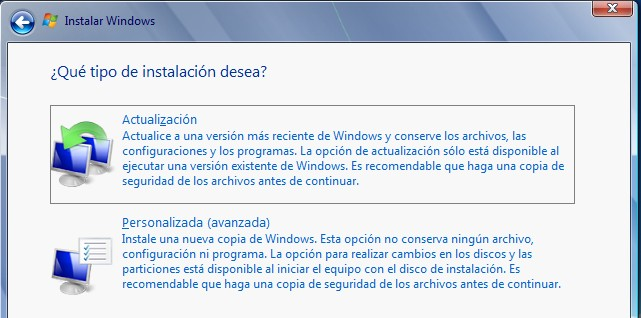 Instalar Windows
¿Qué tipo de instalación desea?
Actualización
Actualice a una versión más reciente de Windows y conserve los archivos, las
configuraciones y los programas. La opción de actualización sólo está disponible al
ejecutar una versión existente de Windows. Es recomendable que haga una copia de
seguridad de los archivos antes de continuar.
Personalizada (avanzada)
Instale una nueva copia de Windows. Esta opción no conserva ningún archivo,
configuración ni programa. La opción para realizar cambios en los discos y las
particiones está disponible al iniciar el equipo con el disco de instalación. Es
recomendable que haga una copia de seguridad de los archivos antes de continuar.